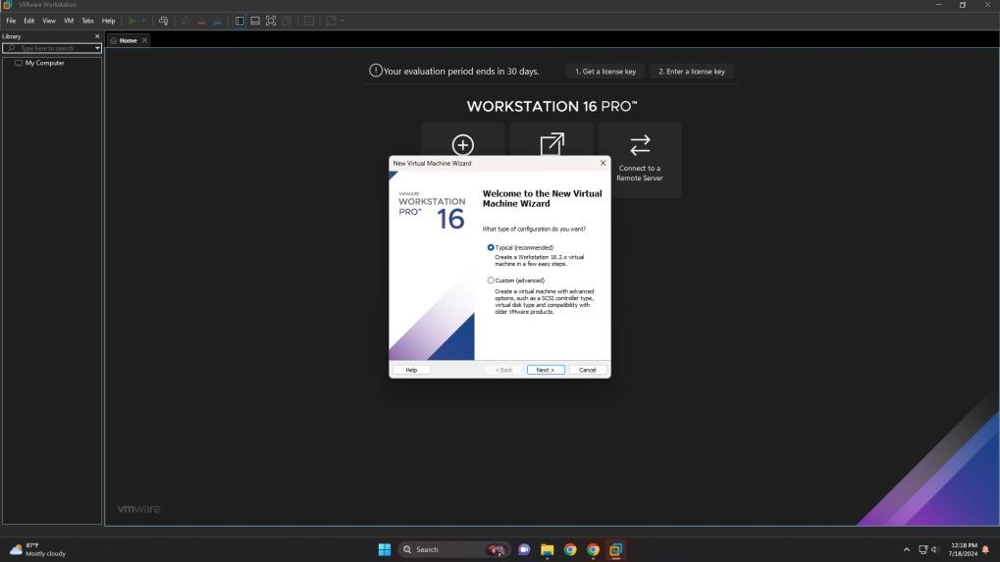 VMware Workstation
File Edit View VM Tabs Help
Library
Type here to search
My Computer
Home
Your evaluation period ends in 30 days.
1. Get a license key
2. Enter a license key
WORKSTATION 16 PRO™
Connect to a
Remote Server
New Virtual Machine Wizard
VMWARE
WORKSTATION
PRO™ 16
Welcome to the New Virtual
Machine Wizard
What type of configuration do you want?
Typical (recommended)
Create a Workstation 16.2.x virtual
machine in a few easy steps.
Custom (advanced)
Create a virtual machine with advanced
options, such as a SCSI controller type,
virtual disk type and compatibility with
older VMware products.
Help
< Back
Next >
Cancel
vmware
87°F
Mostly cloudy
Search
12:18 PM
7/18/2024